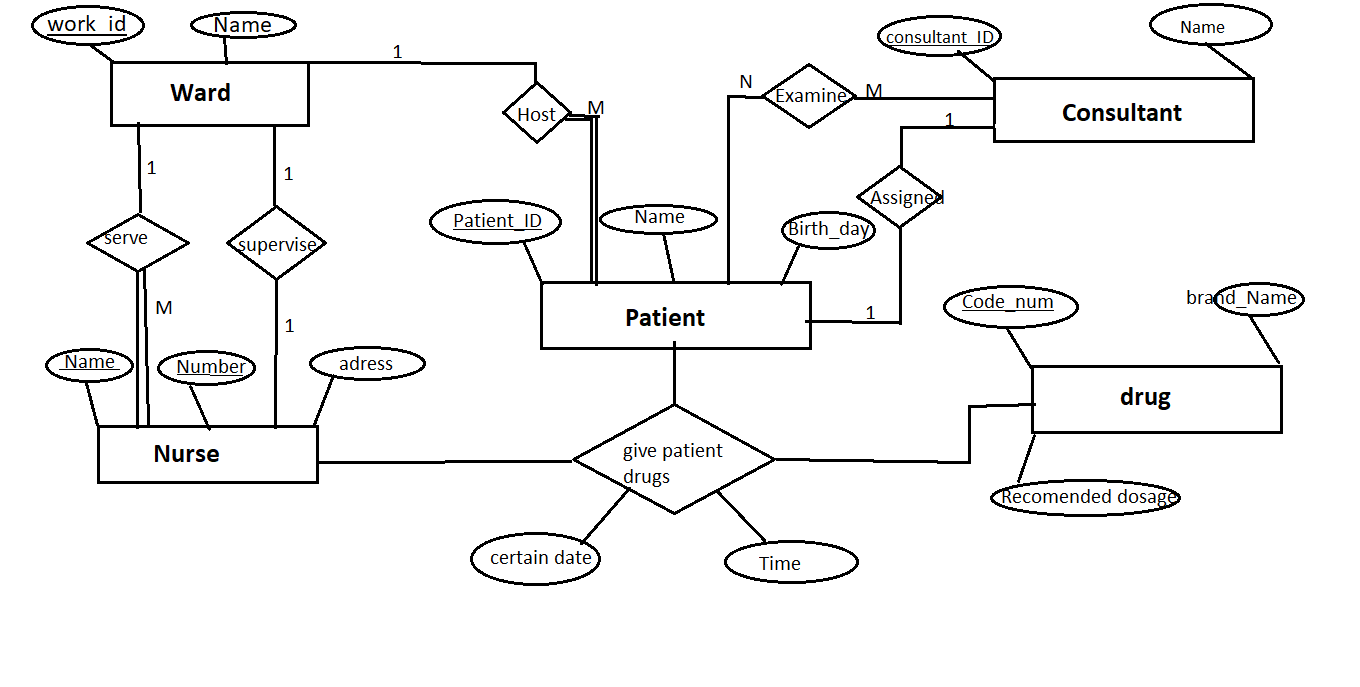 work_id
Name
Ward
1
Host
M
N
Examine
M
consultant_ID
Name
Consultant
1
Assigned
1
1
serve
supervise
M
1
Patient_ID
Name
Birth_day
Patient
1
Code_num
brand_Name
drug
Recomended dosage
Name
Number
adress
Nurse
give patient
drugs
certain date
Time